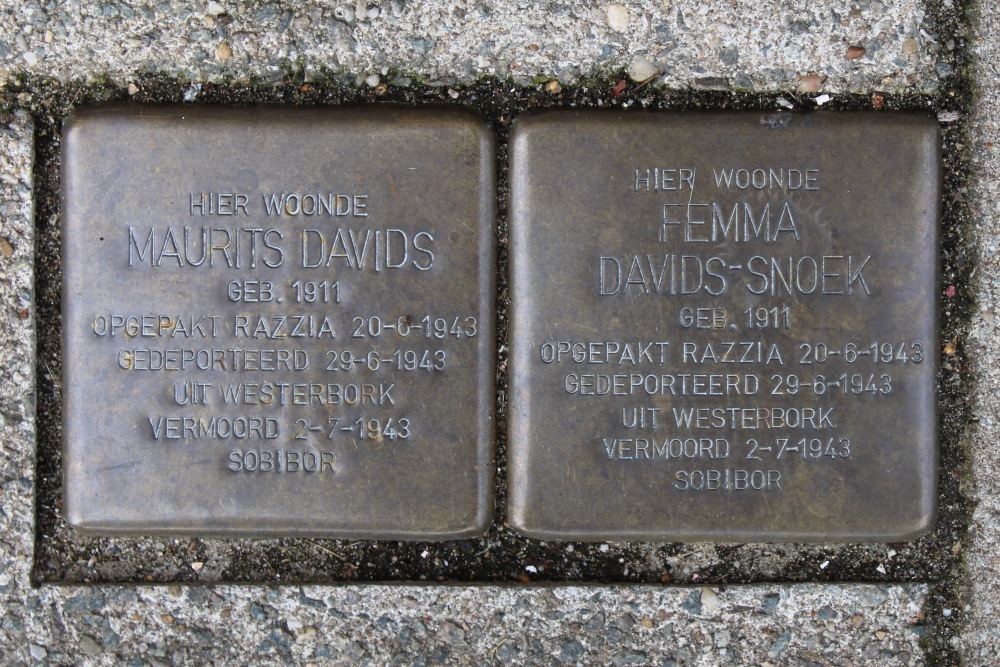 HIER WOONDE
MAURITS DAVIDS
GEB. 1911
OPGEPAKT RAZZIA 20-6-1943
GEDEPORTEERD 29-6-1943
UIT WESTERBORK
VERMOORD 2-7-1943
SOBIBOR
HIER WOONDE
FEMMA
DAVIDS-SNOEK
GEB. 1911
OPGEPAKT RAZZIA 20-6-1943
GEDEPORTEERD 29-6-1943
UIT WESTERBORK
VERMOORD 2-7-1943
SOBIBOR